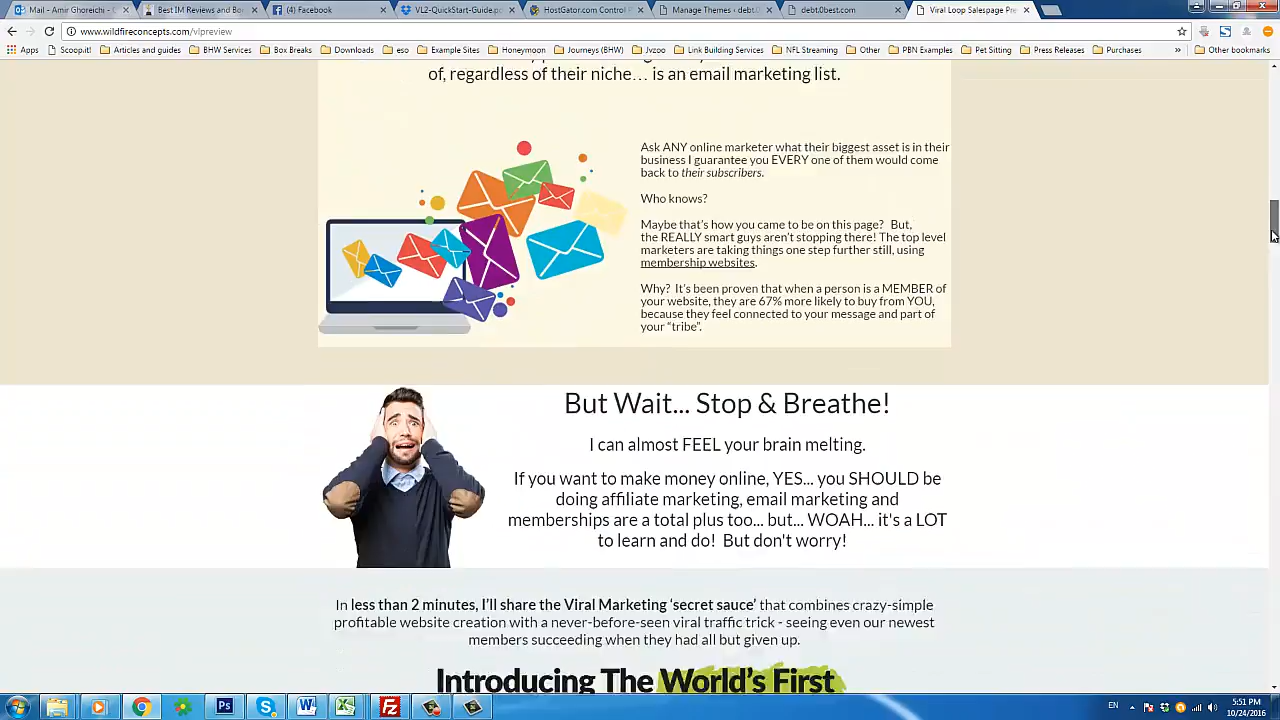 Mail - Amir Ghoreichi - O
Best IM Reviews and Bo
(4) Facebook
VL2-QuickStart-Guide.p
HostGator.com Control P
Manage Themes ‹ debt.0
debt.0best.com
Viral Loop Salespage Pre
www.wildfireconcepts.com/vlpreview
Apps
Scoop.it!
Articles and guides
BHW Services
Box Breaks
Downloads
eso
Example Sites
Honeymoon
Journeys (BHW)
Jvzoo
Link Building Services
NFL Streaming
Other
PBN Examples
Pet Sitting
Press Releases
Purchases
»
Other bookmarks
of, regardless of their niche… is an email marketing list.
Ask ANY online marketer what their biggest asset is in their
business I guarantee you EVERY one of them would come
back to their subscribers.
Who knows?
Maybe that's how you came to be on this page? But,
the REALLY smart guys aren't stopping there! The top level
marketers are taking things one step further still, using
membership websites.
Why? It's been proven that when a person is a MEMBER of
your website, they are 67% more likely to buy from YOU,
because they feel connected to your message and part of
your "tribe".
But Wait... Stop & Breathe!
I can almost FEEL your brain melting.
If you want to make money online, YES... you SHOULD be
doing affiliate marketing, email marketing and
memberships are a total plus too... but... WOAH... it's a LOT
to learn and do! But don't worry!
In less than 2 minutes, I'll share the Viral Marketing 'secret sauce' that combines crazy-simple
profitable website creation with a never-before-seen viral traffic trick - seeing even our newest
members succeeding when they had all but given up.
Introducing The World's First
EN
5:51 PM
10/24/2016